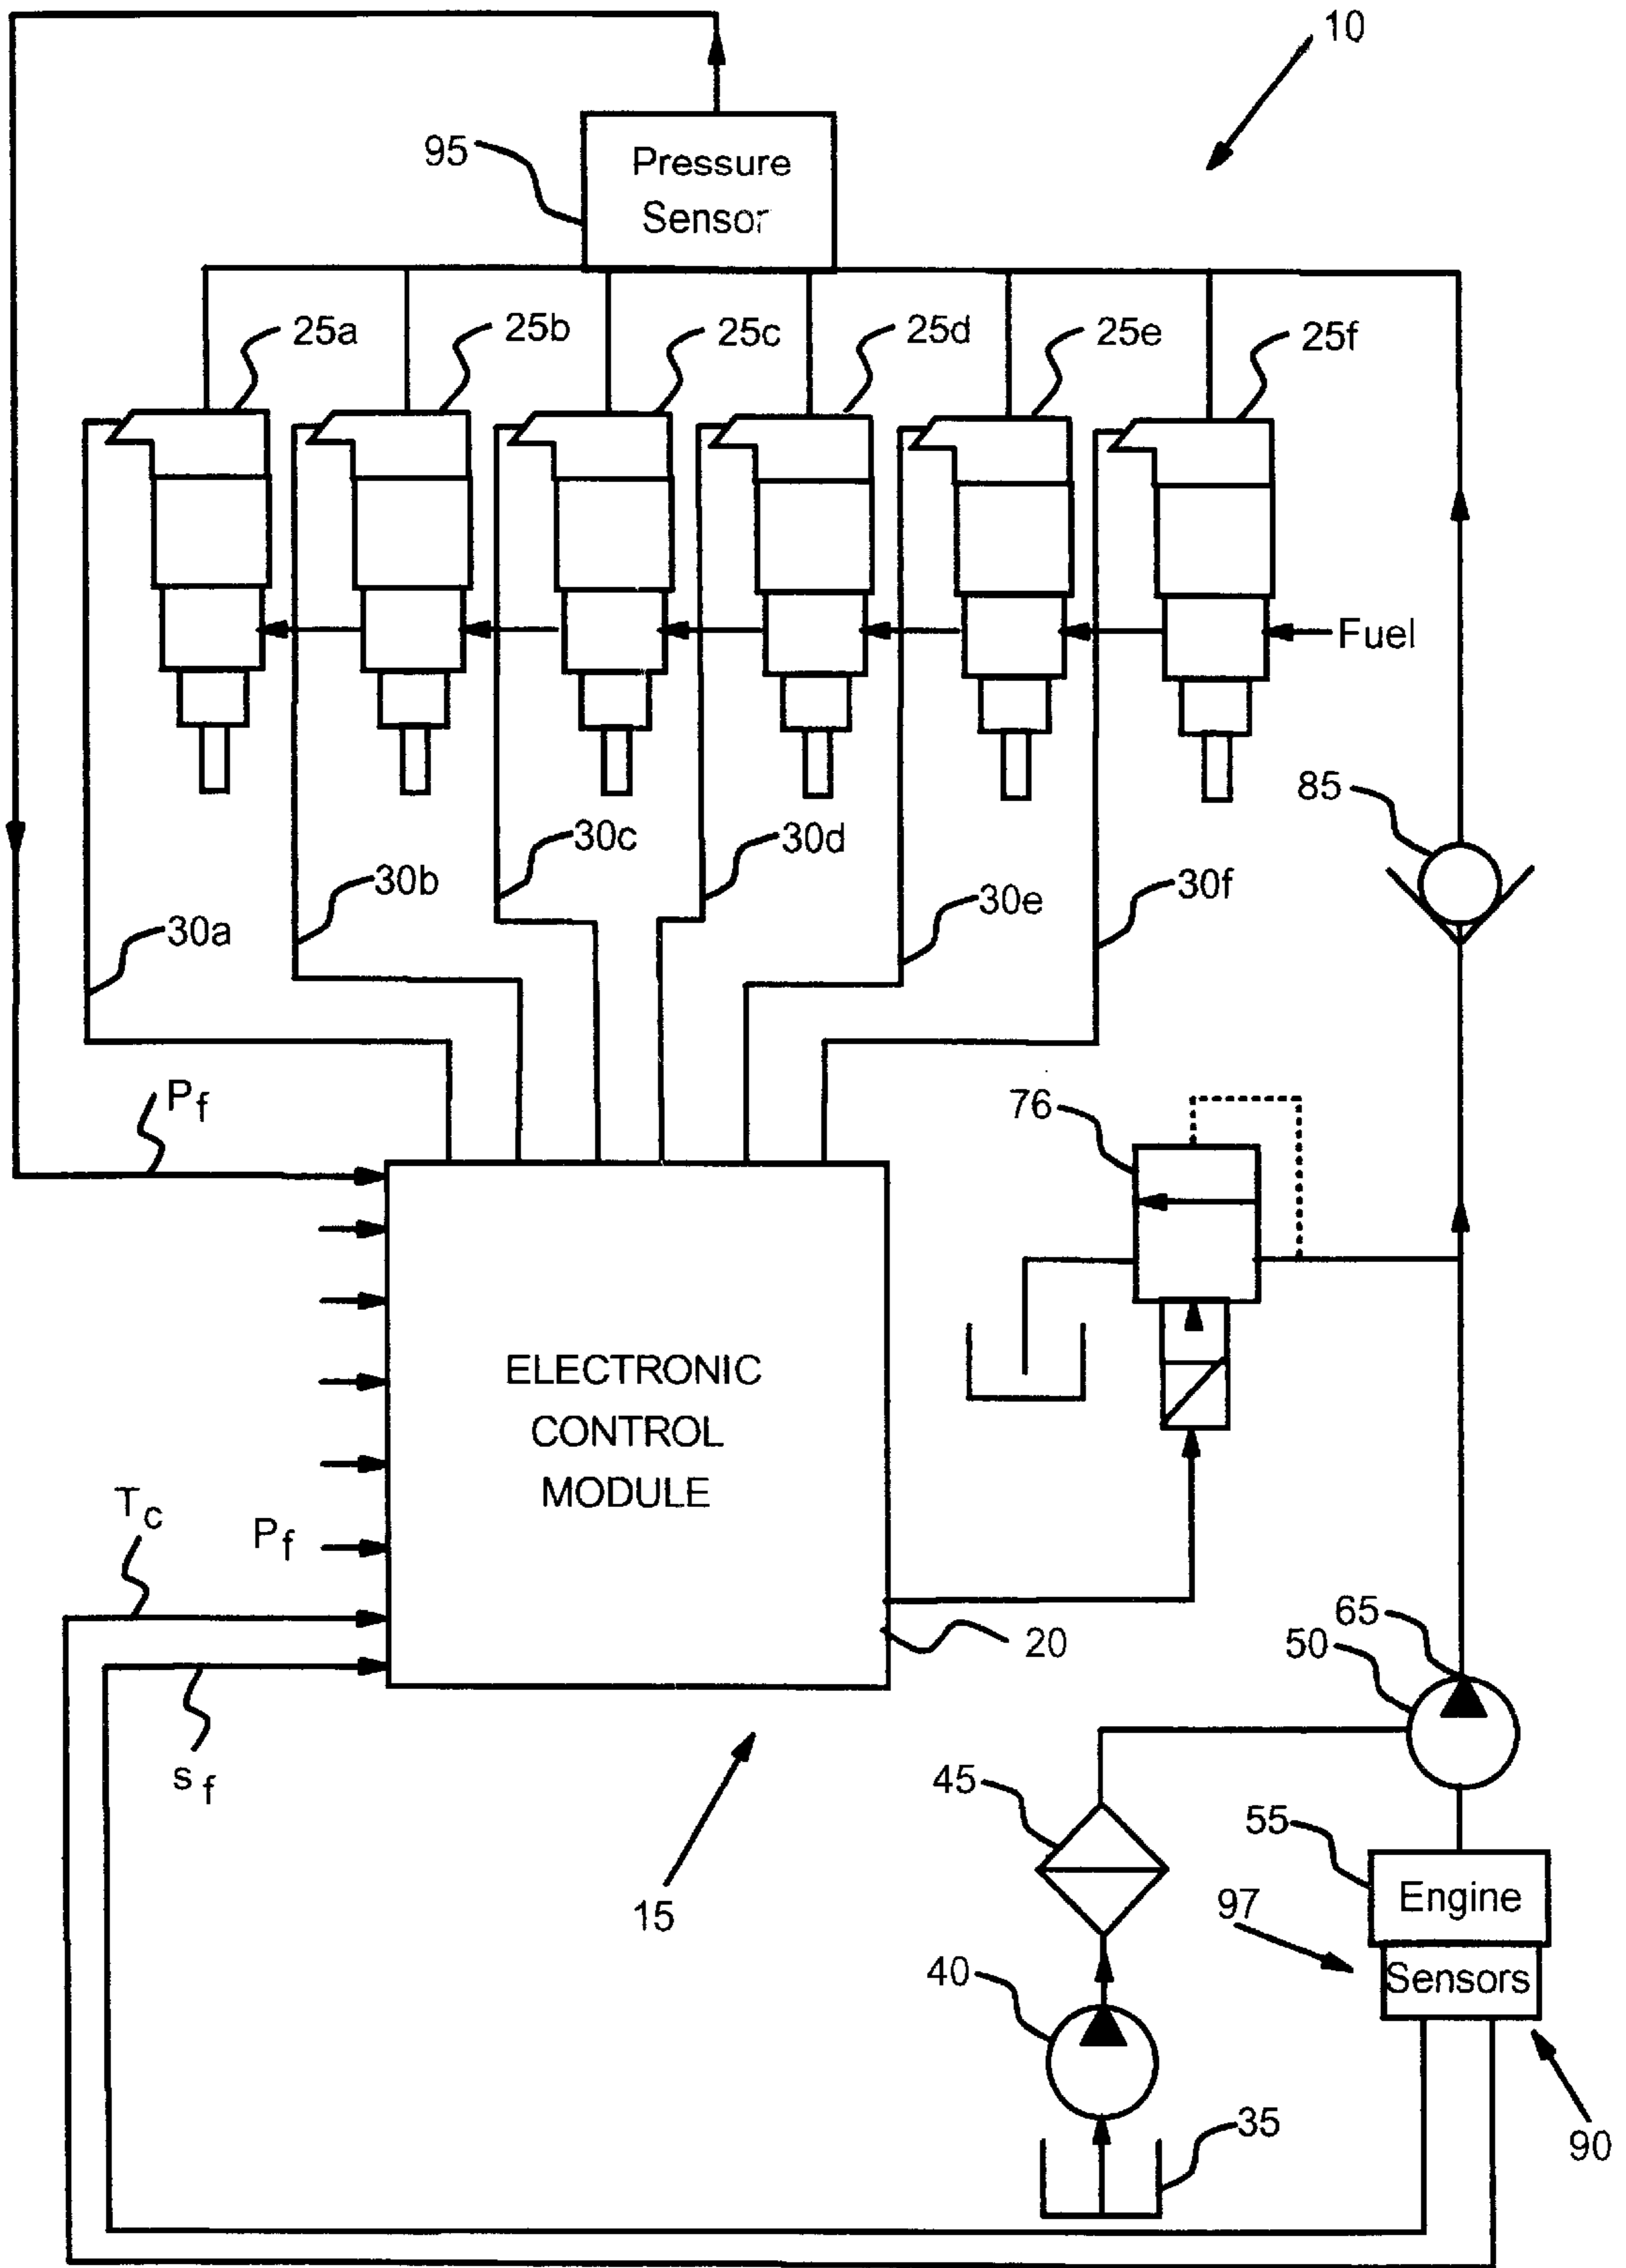 10
95
Pressure
Sensor
25a
25b
25c
25d
25e
25f
Fuel
85
30c
30d
30b
30e
30f
30a
Pf
76
ELECTRONIC
CONTROL
MODULE
Tc
Pf
20
65
50
sf
45
55
Engine
15
97
40
Sensors
35
90